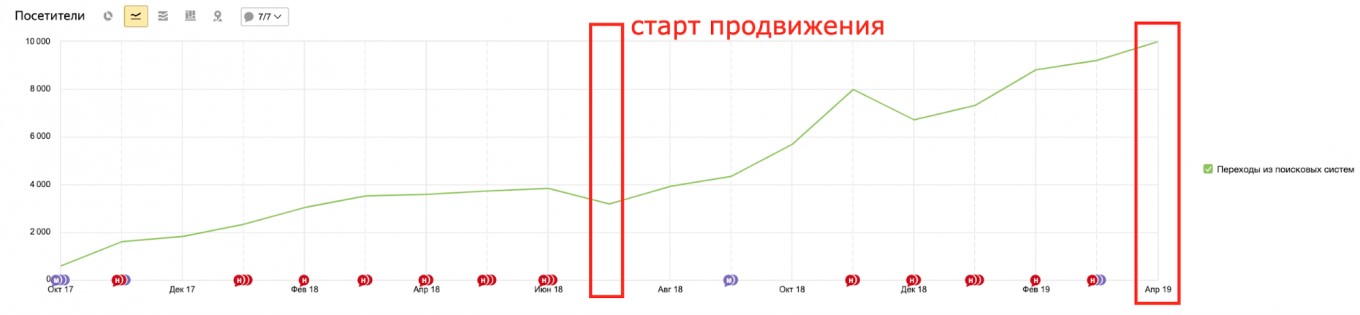 Посетители
7/7
старт продвижения
10 000
8 000
6 000
4 000
2 000
0
Переходы из поисковых систем
Окт 17
Дек 17
Фев 18
Апр 18
Июн 18
Авг 18
Окт 18
Дек 18
Фев 19
Апр 19